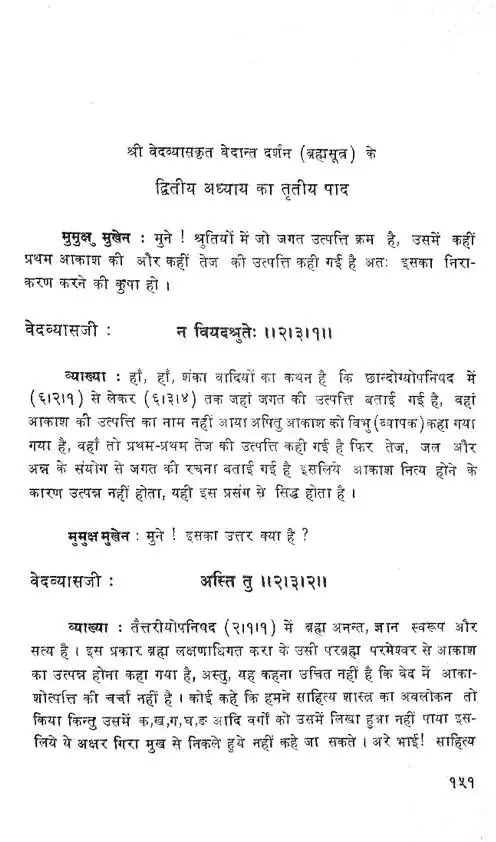 श्री वेदव्यासकृत वेदान्त दर्शन (ब्रह्मसूत्र) के
द्वितीय अध्याय का तृतीय पाद
मुमुक्षु मुखेन : मुने ! श्रुतियों में जो जगत उत्पत्ति क्रम है, उसमें कहीं
प्रथम आकाश की और कहीं तेज की उत्पत्ति कही गई है अतः इसका निरा-
करण करने की कृपा हो ।
वेदव्यासजी : न वियदश्रुतेः ।।२।३।१।।
व्याख्या : हाँ, हाँ, शंका वादियों का कथन है कि छान्दोग्योपनिषद में
(६।२।१) से लेकर (६।३।४) तक जहां जगत की उत्पत्ति बताई गई है, वहां
आकाश की उत्पत्ति का नाम नहीं आया अपितु आकाश को विभु (व्यापक) कहा गया
गया है, वहाँ तो प्रथम-प्रथम तेज की उत्पत्ति कही गई है फिर तेज, जल और
अन्न के संयोग से जगत की रचना बताई गई है इसलिये आकाश नित्य होने के
कारण उत्पन्न नहीं होता, यही इस प्रसंग से सिद्ध होता है ।
मुमुक्ष मुखेन : मुने ! इसका उत्तर क्या है ?
वेदव्यासजी : अस्ति तु ।।२।३।२।।
व्याख्या : तैत्तरीयोपनिषद (२।१।१) में ब्रह्म अनन्त, ज्ञान स्वरूप और
सत्य है । इस प्रकार ब्रह्म लक्षणाधिगत करा के उसी परब्रह्म परमेश्वर से आकाश
का उत्पन्न होना कहा गया है, अस्तु, यह कहना उचित नहीं है कि वेद में आका-
शोत्पत्ति की चर्चा नहीं है । कोई कहे कि हमने साहित्य शास्त्र का अवलोकन तो
किया किन्तु उसमें क,ख,ग,घ,ङ आदि वर्गों को उसमें लिखा हुआ नहीं पाया इस-
लिये ये अक्षर गिरा मुख से निकले हुये नहीं कहे जा सकते । अरे भाई! साहित्य
१५१